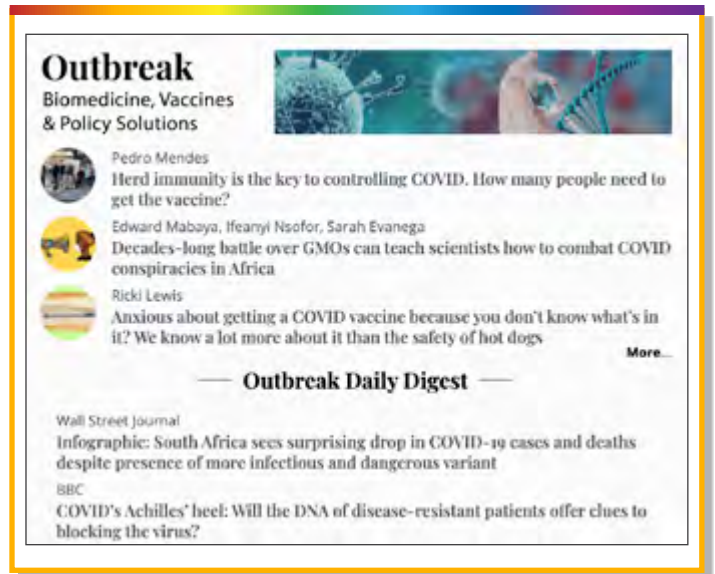 Outbreak
Biomedicine, Vaccines
& Policy Solutions
Pedro Mendes
Herd immunity is the key to controlling COVID. How many people need to
get the vaccine?
Edward Mabaya, Ifeanyi Nsofor, Sarah Evanega
Decades-long battle over GMOs can teach scientists how to combat COVID
conspiracies in Africa
Ricki Lewis
Anxious about getting a COVID vaccine because you don't know what's in
it? We know a lot more about it than the safety of hot dogs
More...
Outbreak Daily Digest
Wall Street Journal
Infographic: South Africa sees surprising drop in COVID-19 cases and deaths
despite presence of more infectious and dangerous variant
BBC
COVID's Achilles' heel: Will the DNA of disease-resistant patients offer clues to
blocking the virus?